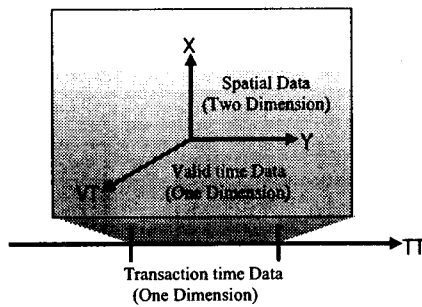 X
Spatial Data
(Two Dimension)
Y
Valid time Data
VT
(One Dimension)
TT
Transaction time Data
(One Dimension)